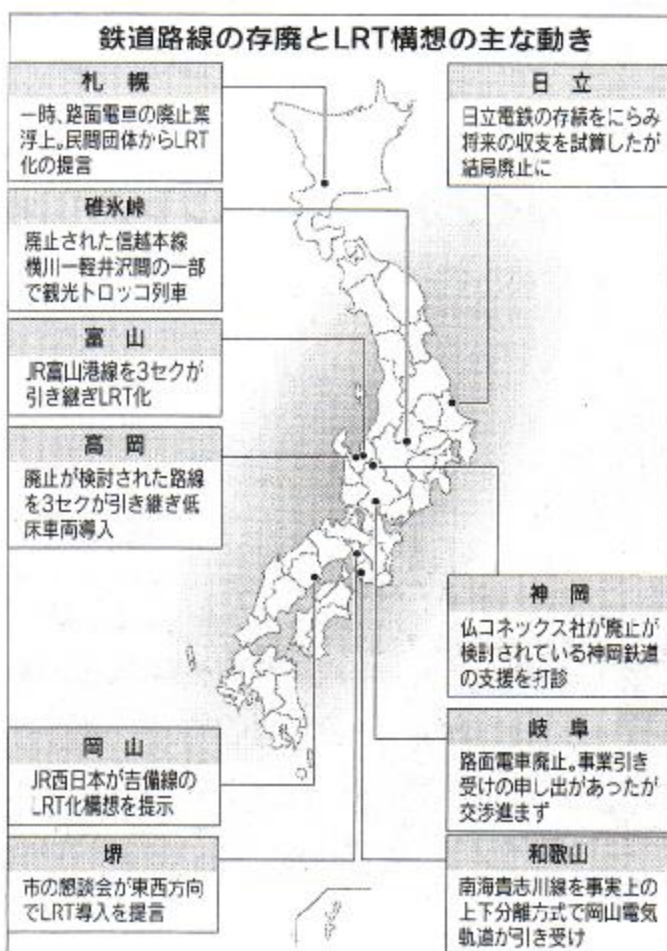 鉄道路線の存廃とLRT構想の主な動き
札幌
一時、路面電車の廃止案
浮上。民間団体からLRT
化の提言
碓氷峠
廃止された信越本線
横川ー軽井沢間の一部
で観光トロッコ列車
富山
JR富山港線を3セクが
引き継ぎLRT化
高岡
廃止が検討された路線
を3セクが引き継ぎ低
床車両導入
岡山
JR西日本が吉備線の
LRT化構想を提示
堺
市の懇談会が東西方向
でLRT導入を提言
日立
日立電鉄の存続をにらみ
将来の収支を試算したが
結局廃止に
神岡
仏コネックス社が廃止が
検討されている神岡鉄道
の支援を打診
岐阜
路面電車廃止。事業引き
受けの申し出があったが
交渉進まず
和歌山
南海貴志川線を事実上の
上下分離方式で岡山電気
軌道が引き受け